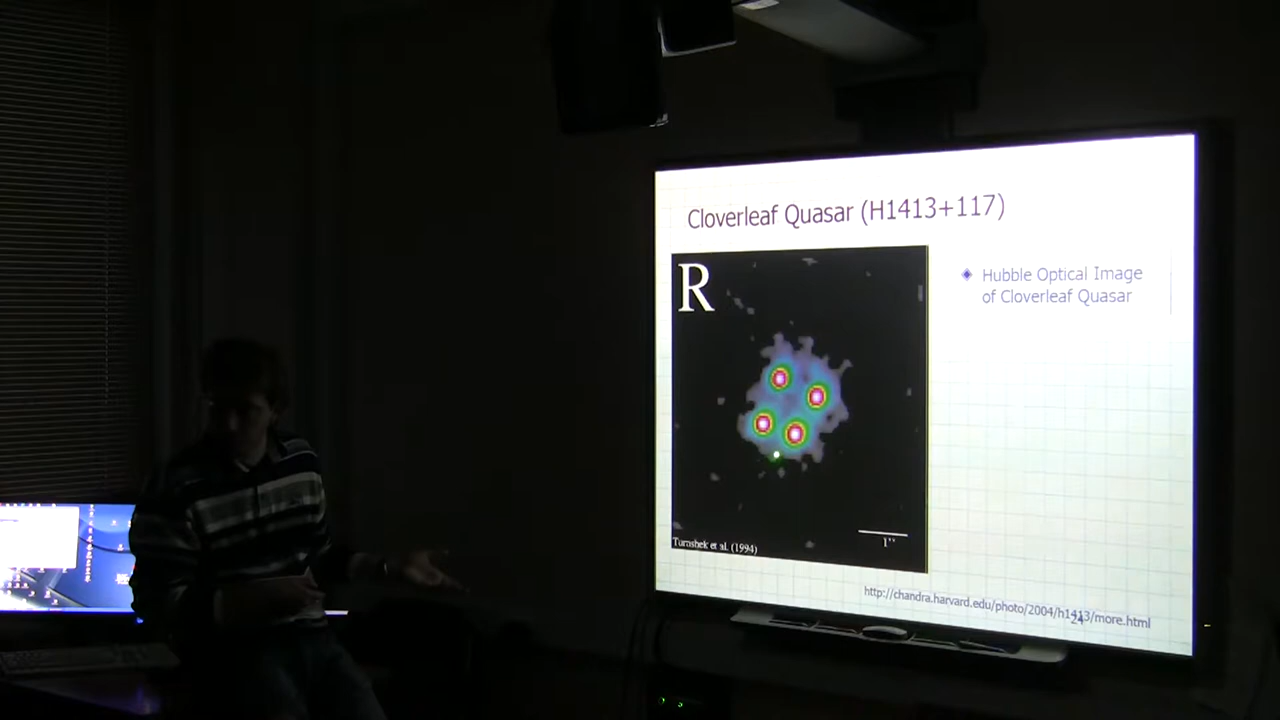 Cloverleaf Quasar (H1413+117)
R
Hubble Optical Image
of Cloverleaf Quasar
1''
Turnshek et al. (1994)
http://chandra.harvard.edu/photo/2004/h1413/more.html
24